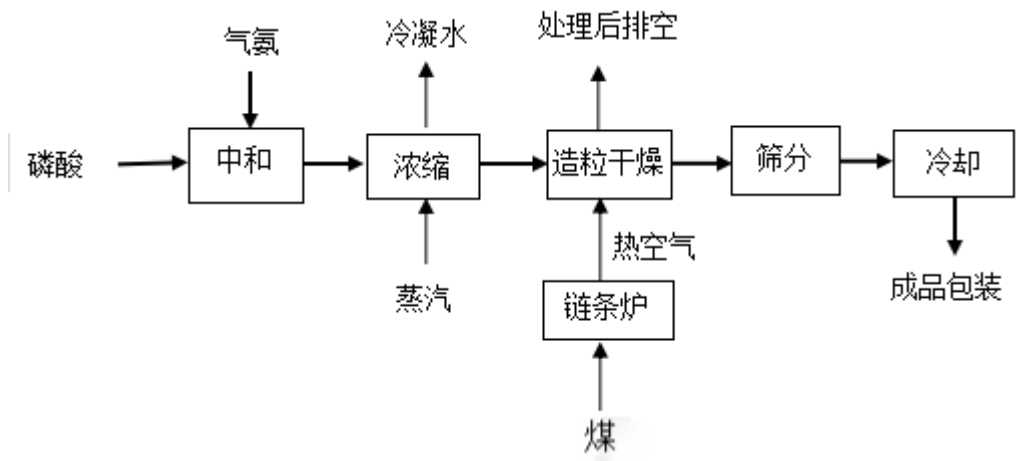 气氨
冷凝水
处理后排空
磷酸
中和
浓缩
造粒干燥
筛分
冷却
蒸汽
热空气
链条炉
成品包装
煤